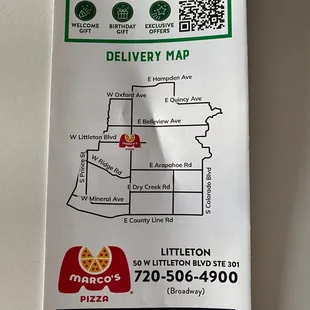 WELCOME
GIFT
BIRTHDAY
GIFT
EXCLUSIVE
OFFERS
DELIVERY MAP
E Hampden Ave
W Oxford Ave
E Quincy Ave
E Belleview Ave
W Littleton Blvd
S Prince St
W Ridge Rd
E Arapahoe Rd
E Dry Creek Rd
S Colorado Blvd
W Mineral Ave
E County Line Rd
MARCO'S
PIZZA
LITTLETON
50 W LITTLETON BLVD STE 301
720-506-4900
(Broadway)